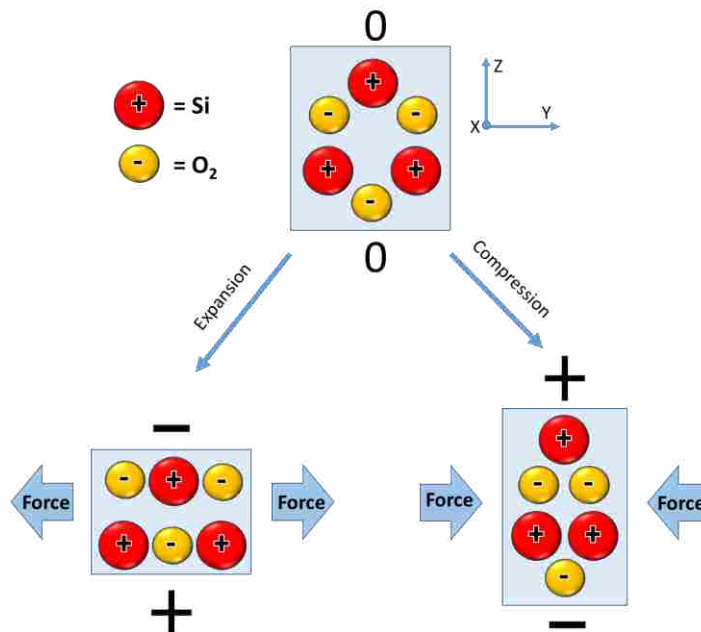 0
+
Z
+
= Si
-
-
Y
X
-
= O₂
+
+
-
0
Expansion
Compression
+
−
+
-
+
-
-
-
Force
Force
Force
Force
+
-
+
+
+
-
+
−